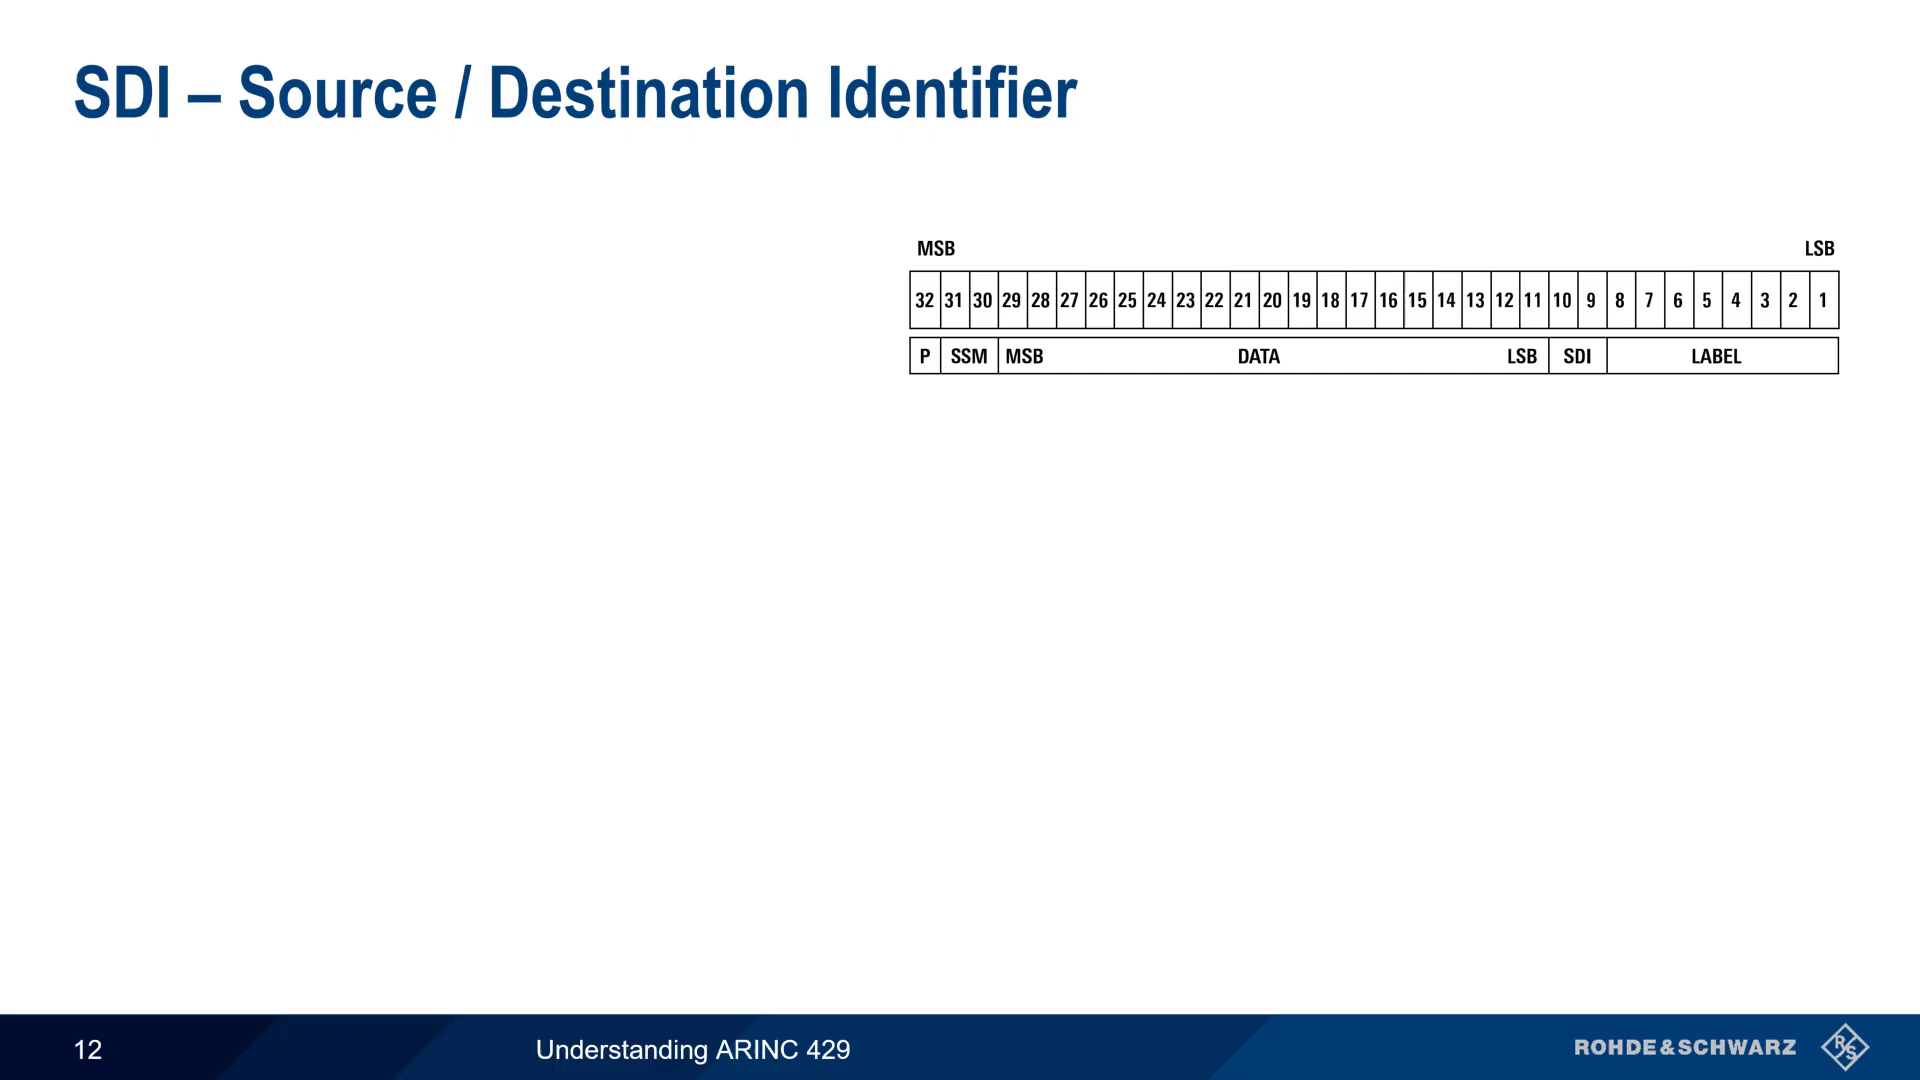 SDI – Source / Destination Identifier
MSB LSB
32 31 30 29 28 27 26 25 24 23 22 21 20 19 18 17 16 15 14 13 12 11 10 9 8 7 6 5 4 3 2 1
P SSM MSB DATA LSB SDI LABEL
12 Understanding ARINC 429 ROHDE&SCHWARZ R S